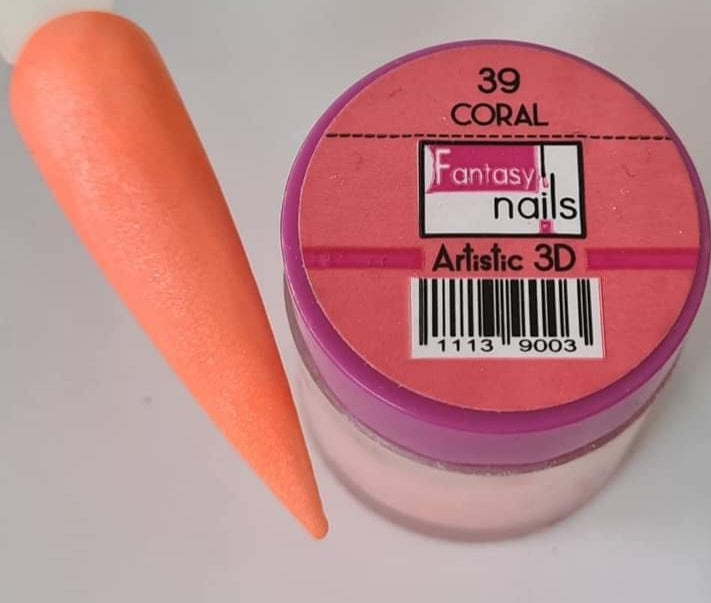 39
CORAL
Fantasy
nails
Artistic 3D
1113 9003